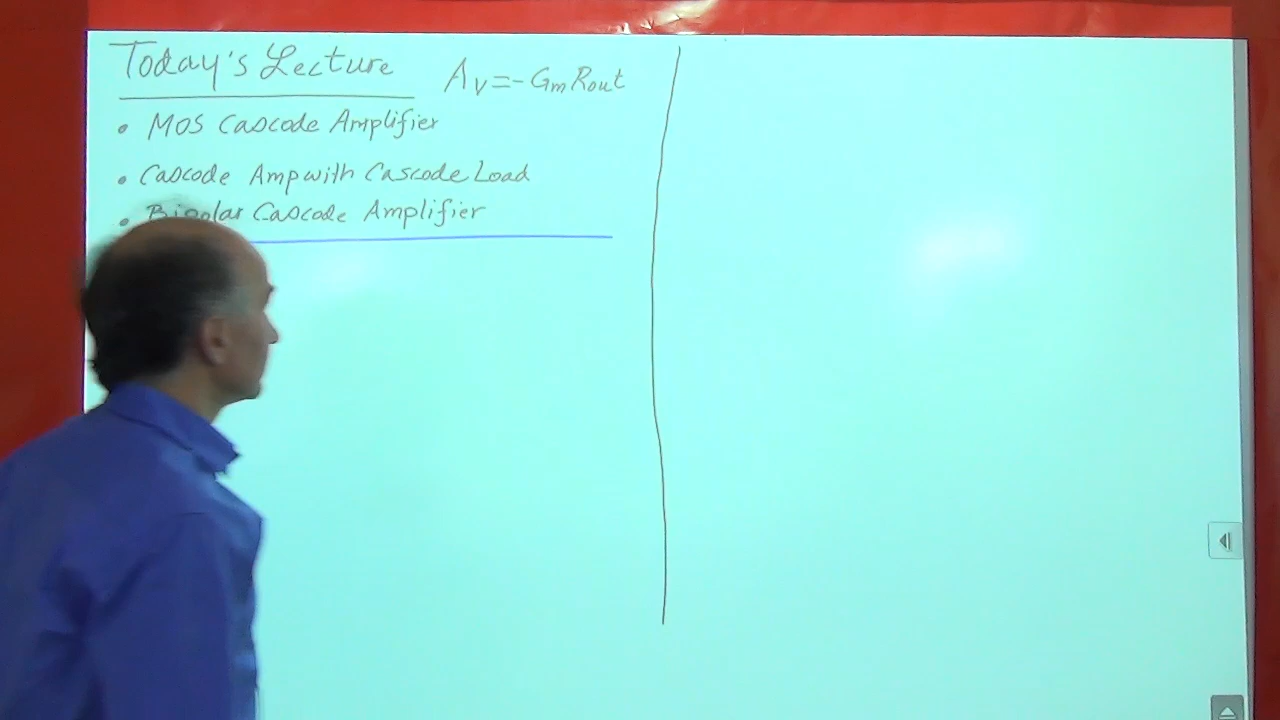 Today's Lecture
Av = - GmRout
• MOS Cascode Amplifier
• Cascode Amp with Cascode Load
• Bipolar Cascode Amplifier